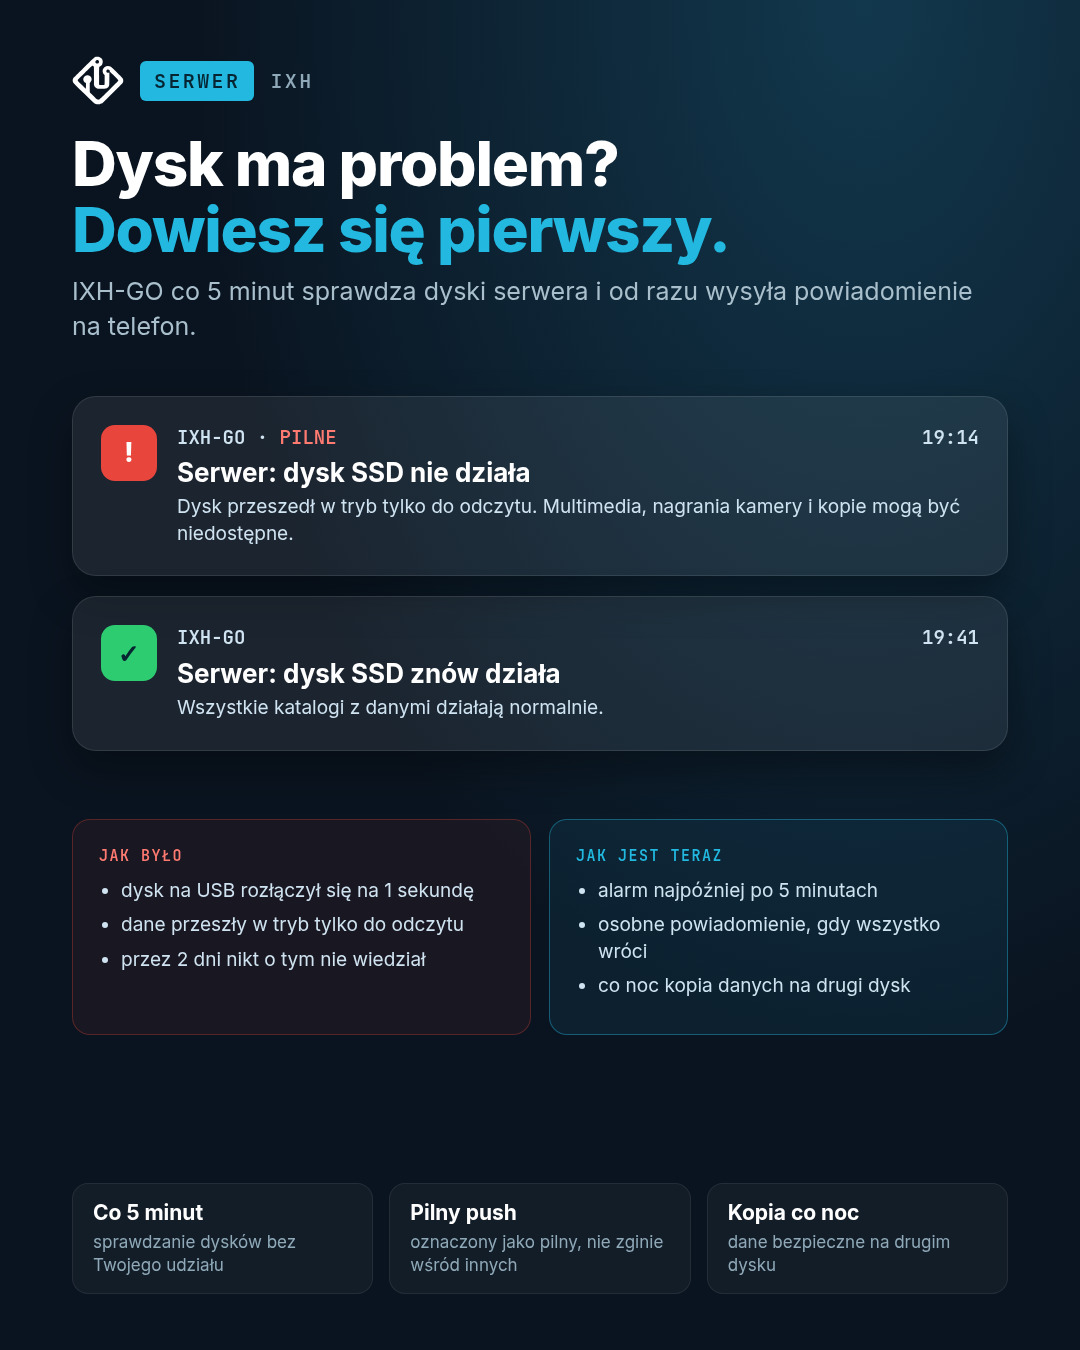 SERWER IXH
Dysk ma problem?
Dowiesz się pierwszy.
IXH-GO co 5 minut sprawdza dyski serwera i od razu wysyła powiadomienie
na telefon.
! IXH-GO · PILNE 19:14
Serwer: dysk SSD nie działa
Dysk przeszedł w tryb tylko do odczytu. Multimedia, nagrania kamery i kopie mogą być
niedostępne.
✓ IXH-GO 19:41
Serwer: dysk SSD znów działa
Wszystkie katalogi z danymi działają normalnie.
JAK BYŁO
• dysk na USB rozłączył się na 1 sekundę
• dane przeszły w tryb tylko do odczytu
• przez 2 dni nikt o tym nie wiedział
JAK JEST TERAZ
• alarm najpóźniej po 5 minutach
• osobne powiadomienie, gdy wszystko
wróci
• co noc kopia danych na drugi dysk
Co 5 minut
sprawdzanie dysków bez
Twojego udziału
Pilny push
oznaczony jako pilny, nie zginie
wśród innych
Kopia co noc
dane bezpieczne na drugim
dysku